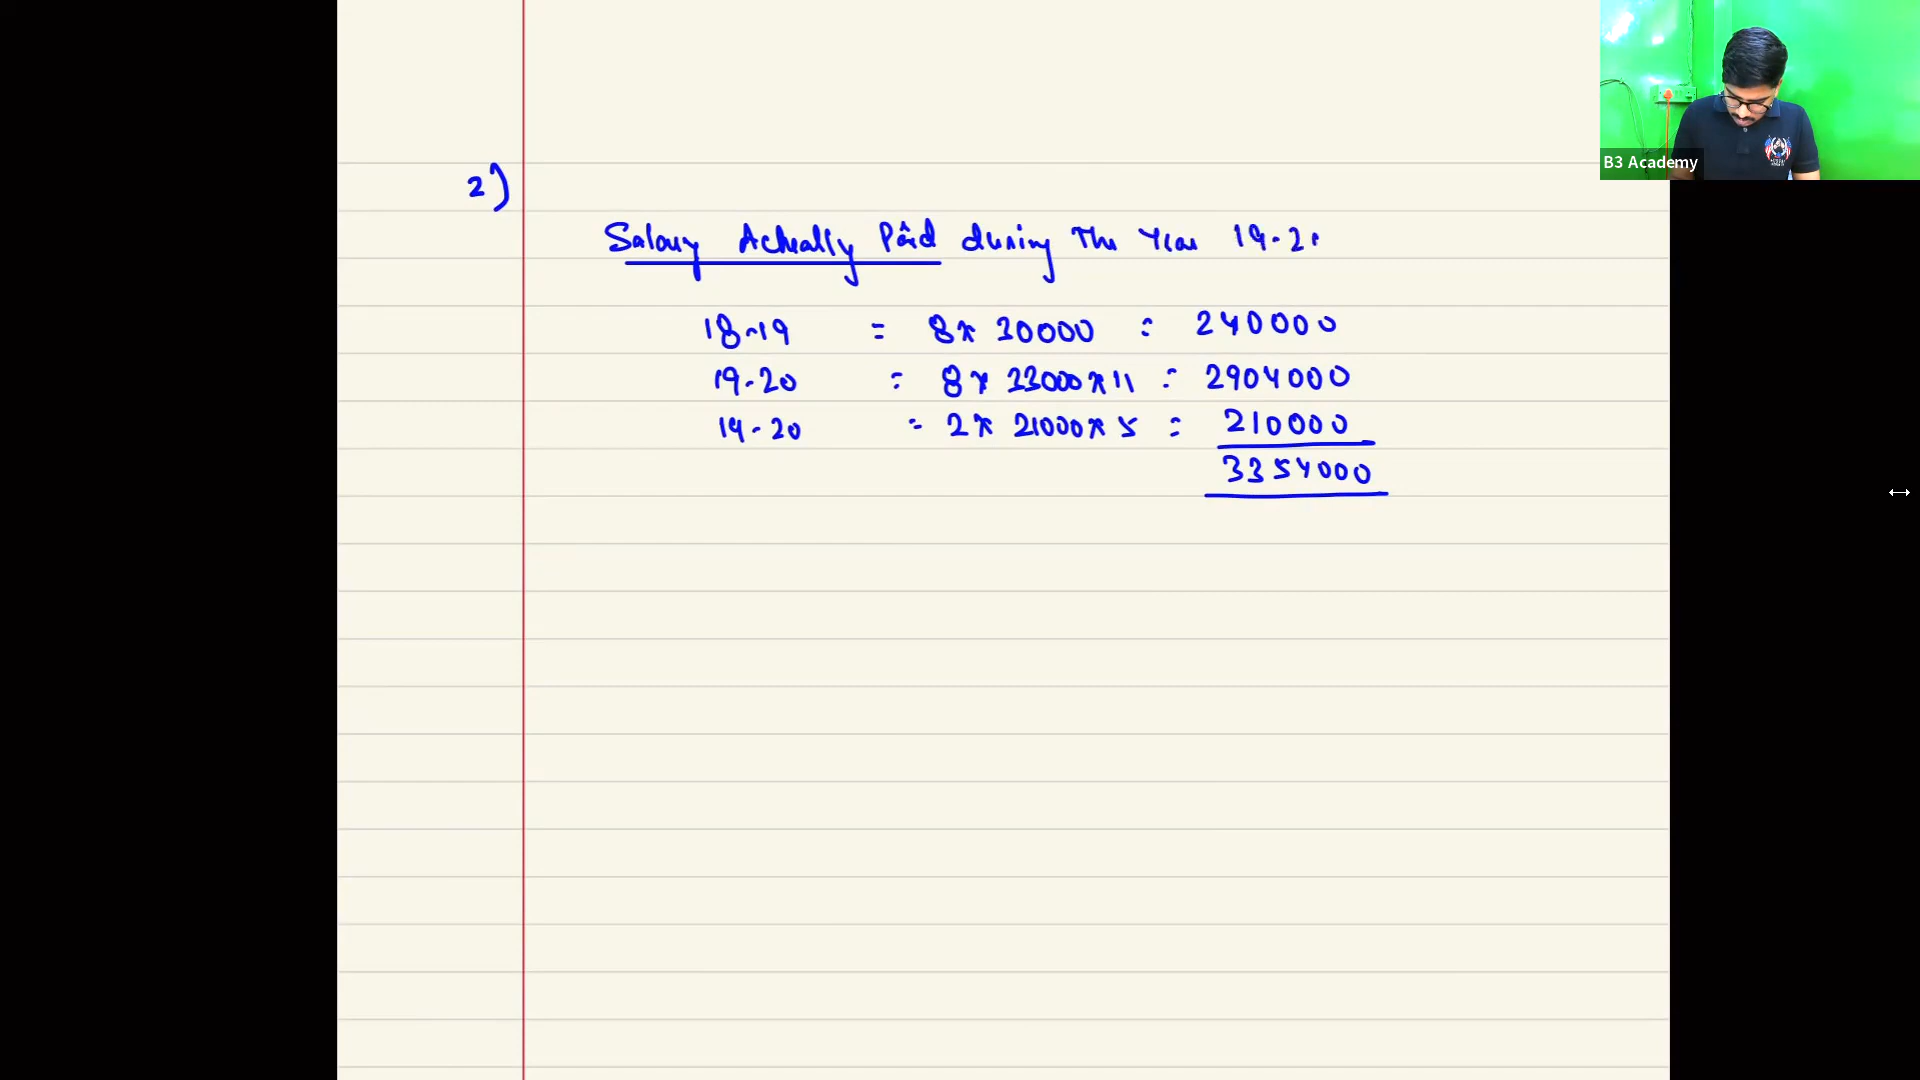 B3 Academy
2)
Salary Actually Paid during The Year 19-20
18-19 = 8x 30000 = 240000
19-20 = 8x 33000x11 = 2904000
19-20 = 2x 21000x5 = 210000
3354000